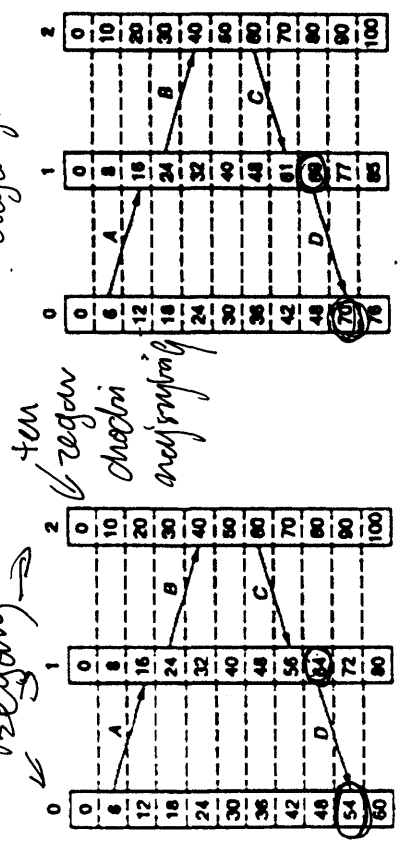 zegary
ten
zegar
chodzi
najszybciej
0 1 2
0 0 0
6 A 8 10
12 16 20
18 24 B 30
24 32 40
30 40 50
36 48 C 60
42 56 70
48 D 64 80
54 72 90
60 80 100
0 1 2
0 0 0
6 A 8 10
12 16 20
18 24 B 30
24 32 40
30 40 50
36 48 C 60
42 61 70
48 D 69 80
70 77 90
76 85 100